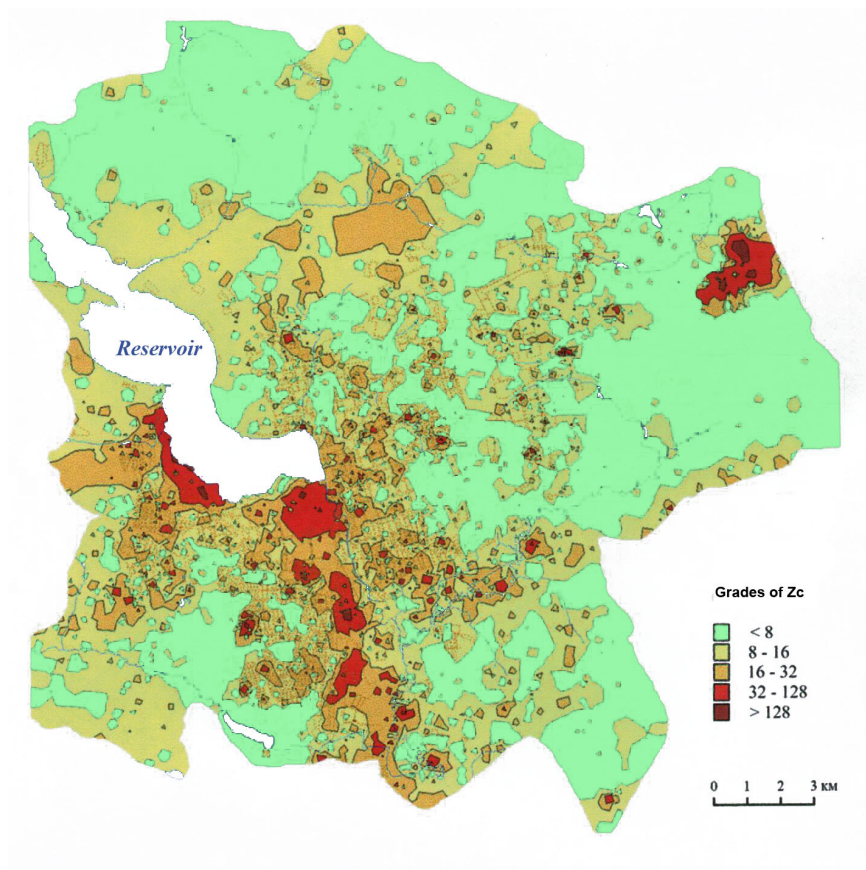 Reservoir
Grades of Zc
< 8
8 - 16
16 - 32
32 - 128
> 128
0 1 2 3 км